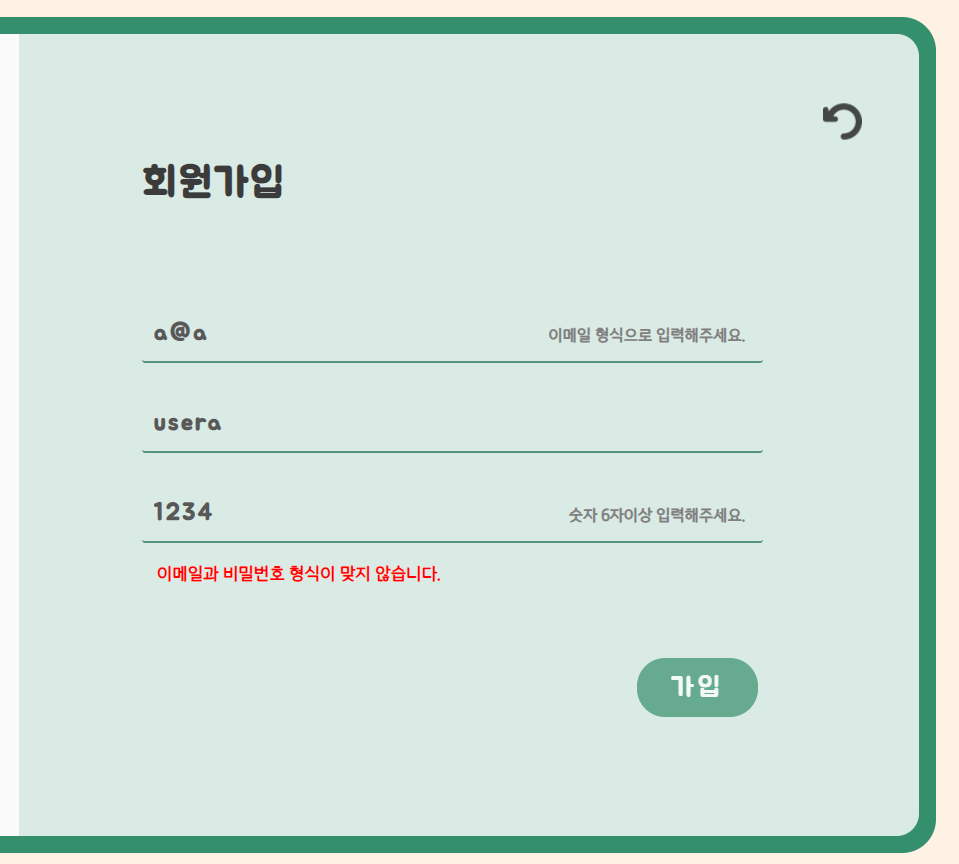 회원가입
a@a 이메일 형식으로 입력해주세요.
usera
1234 숫자 6자이상 입력해주세요.
이메일과 비밀번호 형식이 맞지 않습니다.
가입